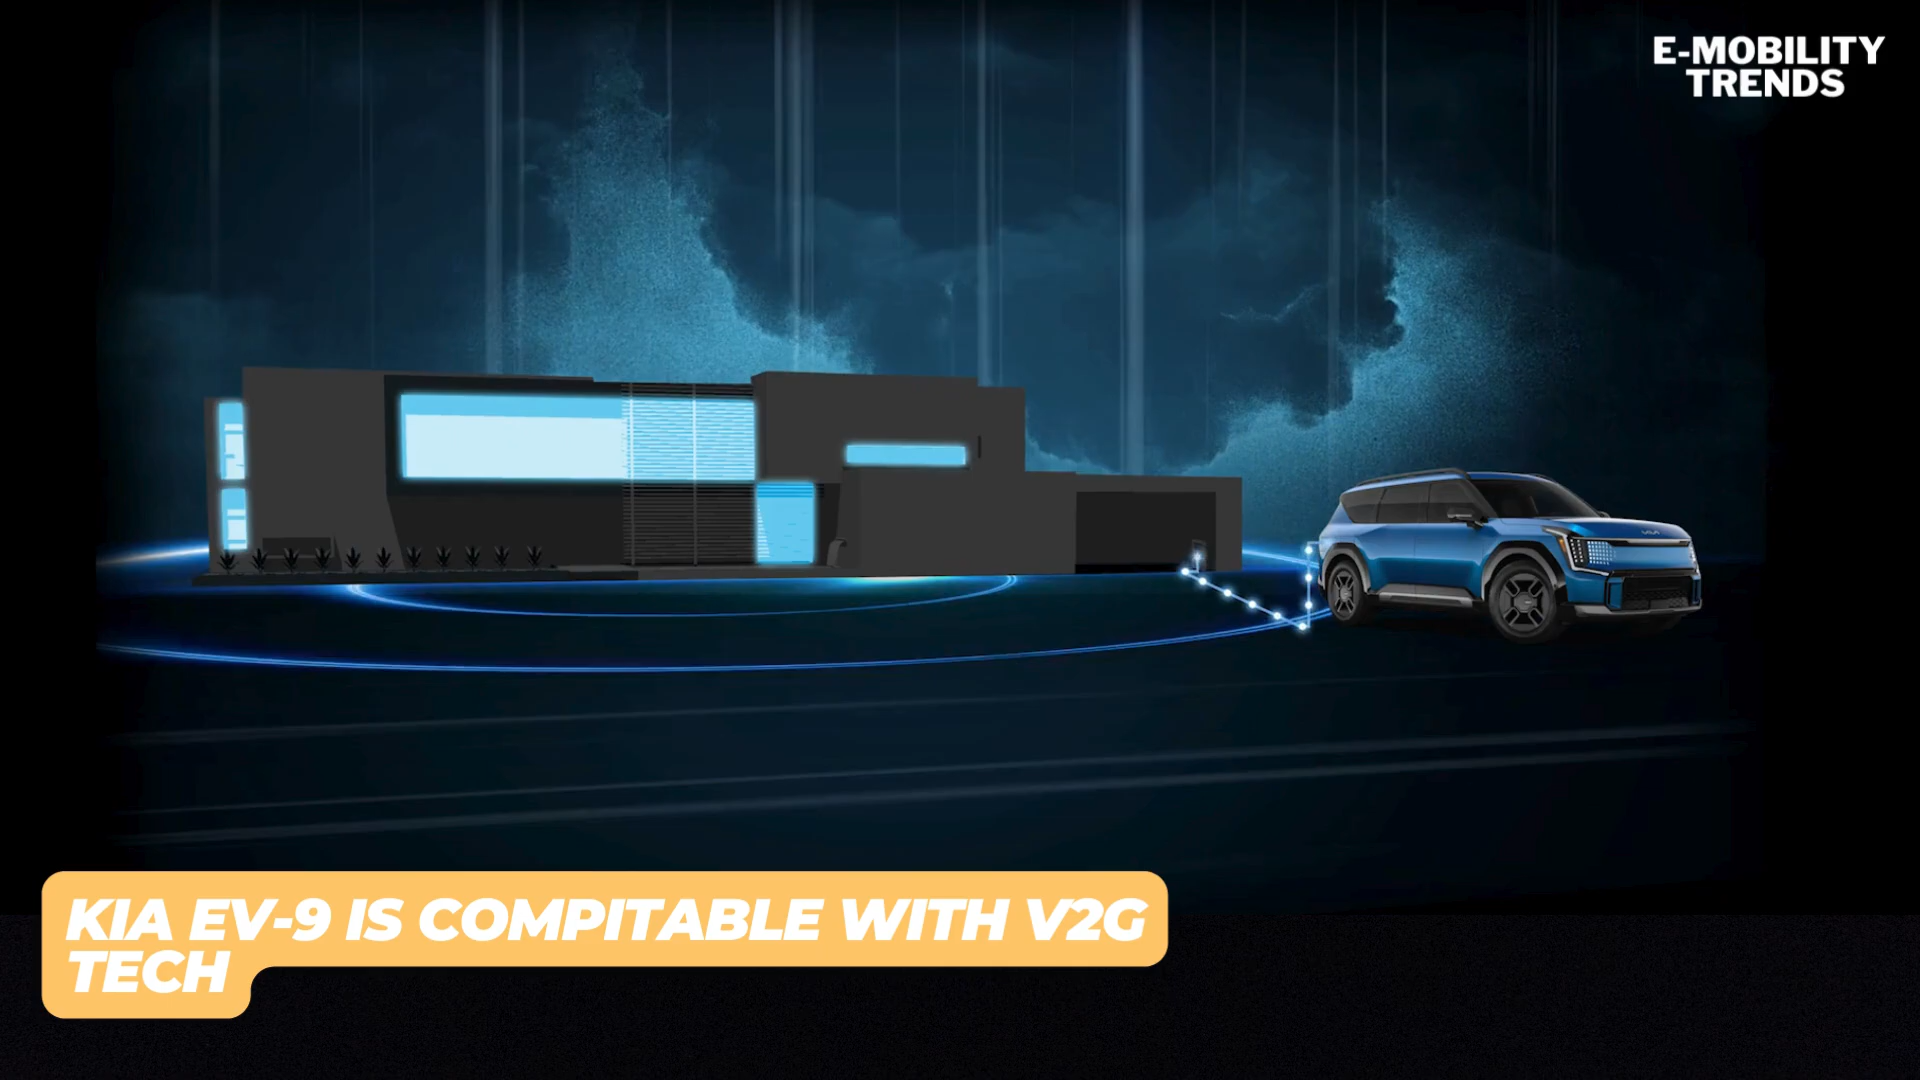 E-MOBILITY
TRENDS
KIA EV-9 IS COMPITABLE WITH V2G
TECH